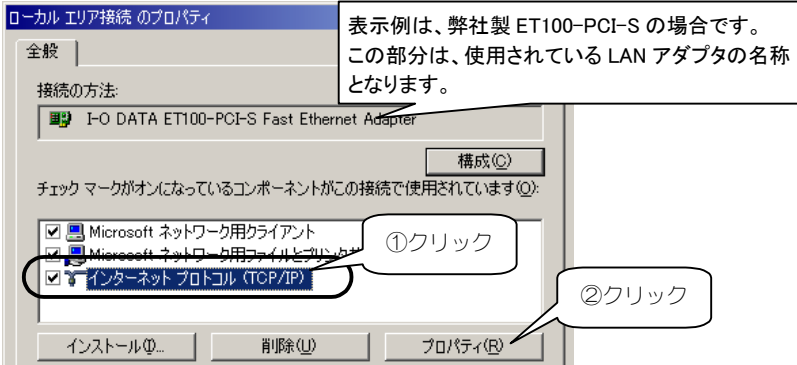 ローカル エリア接続 のプロパティ
表示例は、弊社製 ET100-PCI-S の場合です。
この部分は、使用されている LAN アダプタの名称
となります。
全般
接続の方法:
I-O DATA ET100-PCI-S Fast Ethernet Adapter
構成(C)
チェック マークがオンになっているコンポーネントがこの接続で使用されています(O):
Microsoft ネットワーク用クライアント
Microsoft ネットワーク用ファイルとプリンタ
①クリック
インターネット プロトコル (TCP/IP)
②クリック
インストール(I)...
削除(U)
プロパティ(R)